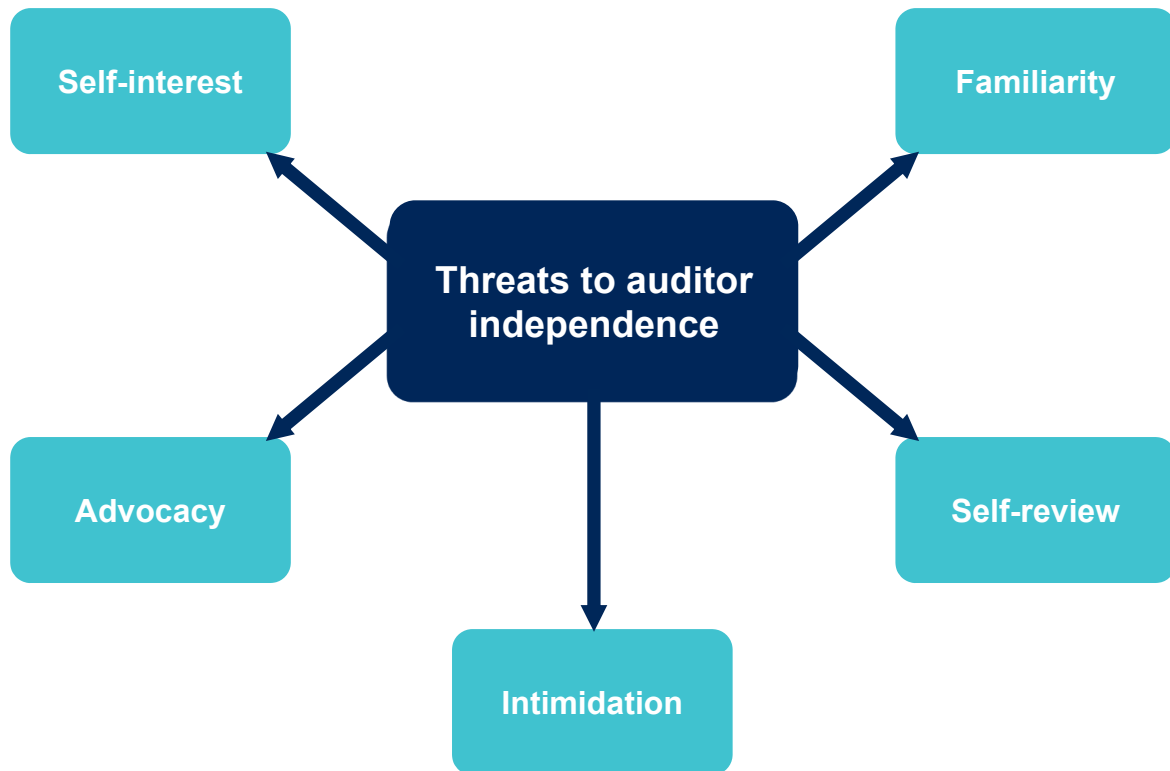 Self-interest
Familiarity
Threats to auditor
independence
Advocacy
Self-review
Intimidation